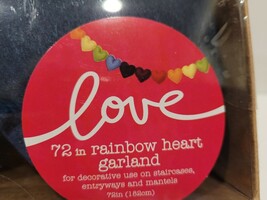 love
72 in rainbow heart
garland
for decorative use on staircases,
entryways and mantels
72in (182cm)